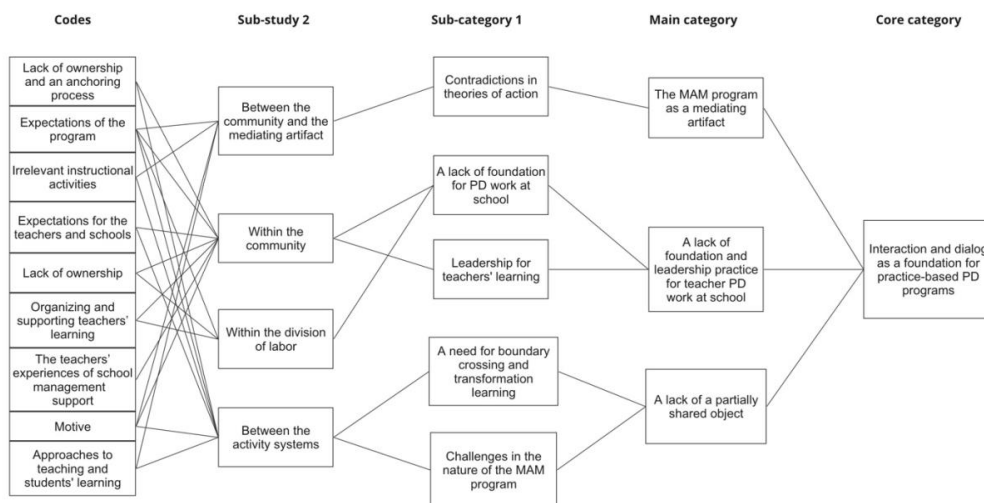 Codes
Sub-study 2
Sub-category 1
Main category
Core category
Lack of ownership
and an anchoring
process
Expectations of the
program
Irrelevant instructional
activities
Expectations for the
teachers and schools
Lack of ownership
Organizing and
supporting teachers'
learning
The teachers'
experiences of school
management
support
Motive
Approaches to
teaching and
students' learning
Between the
community and the
mediating artifact
Within the
community
Within the division
of labor
Between the
activity systems
Contradictions in
theories of action
A lack of foundation
for PD work at
school
Leadership for
teachers' learning
A need for boundary
crossing and
transformation
learning
Challenges in the
nature of the MAM
program
The MAM program
as a mediating
artifact
A lack of
foundation and
leadership practice
for teacher PD
work at school
A lack of a partially
shared object
Interaction and dialog
as a foundation for
practice-based PD
programs